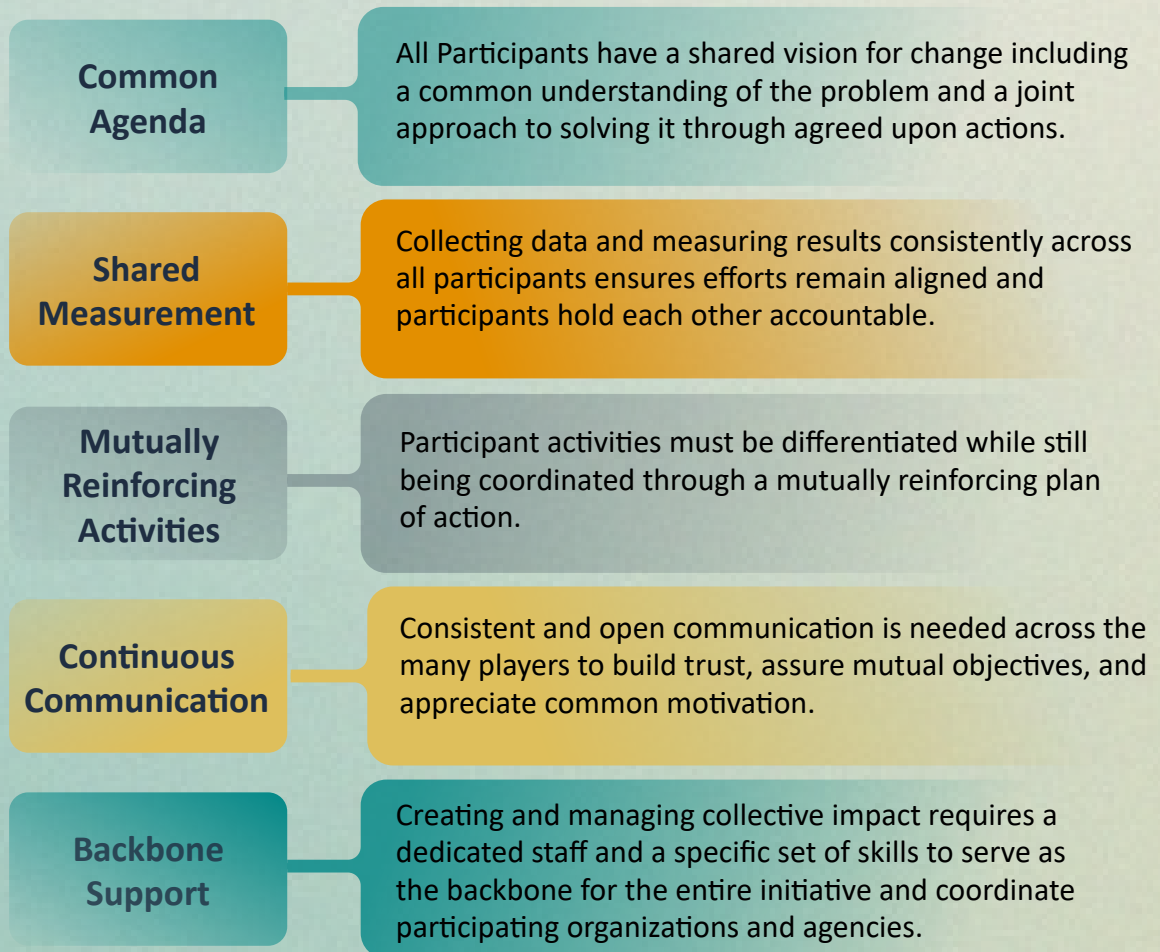 Common
Agenda
All Participants have a shared vision for change including
a common understanding of the problem and a joint
approach to solving it through agreed upon actions.
Shared
Measurement
Collecting data and measuring results consistently across
all participants ensures efforts remain aligned and
participants hold each other accountable.
Mutually
Reinforcing
Activities
Participant activities must be differentiated while still
being coordinated through a mutually reinforcing plan
of action.
Continuous
Communication
Consistent and open communication is needed across the
many players to build trust, assure mutual objectives, and
appreciate common motivation.
Backbone
Support
Creating and managing collective impact requires a
dedicated staff and a specific set of skills to serve as
the backbone for the entire initiative and coordinate
participating organizations and agencies.